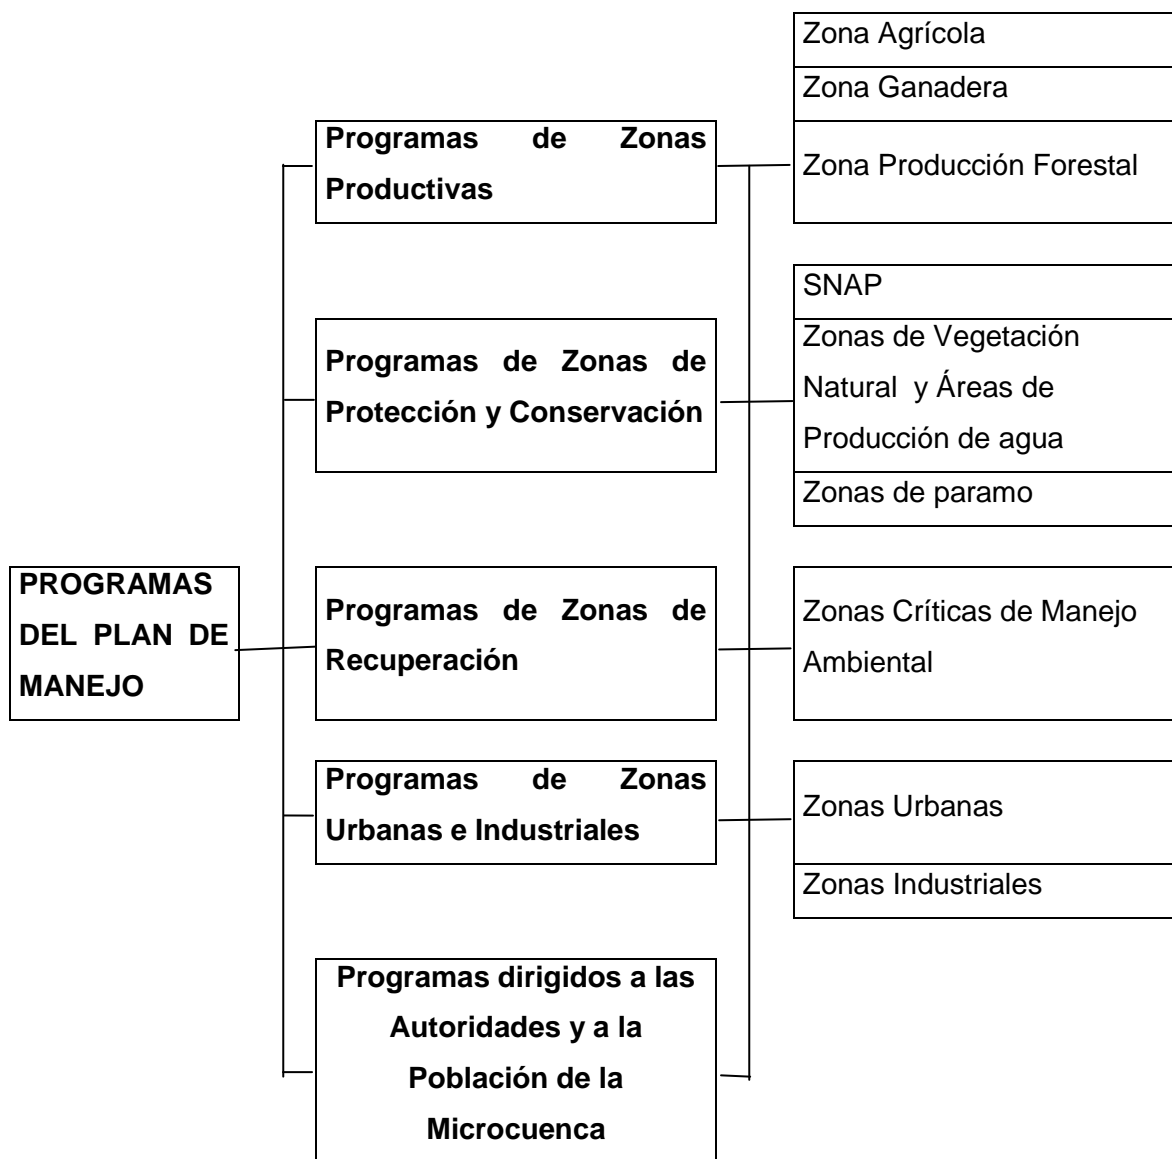 PROGRAMAS
DEL PLAN DE
MANEJO
Programas de Zonas
Productivas
Zona Agrícola
Zona Ganadera
Zona Producción Forestal
Programas de Zonas de
Protección y Conservación
SNAP
Zonas de Vegetación
Natural y Áreas de
Producción de agua
Zonas de paramo
Programas de Zonas de
Recuperación
Zonas Críticas de Manejo
Ambiental
Programas de Zonas
Urbanas e Industriales
Zonas Urbanas
Zonas Industriales
Programas dirigidos a las
Autoridades y a la
Población de la
Microcuenca